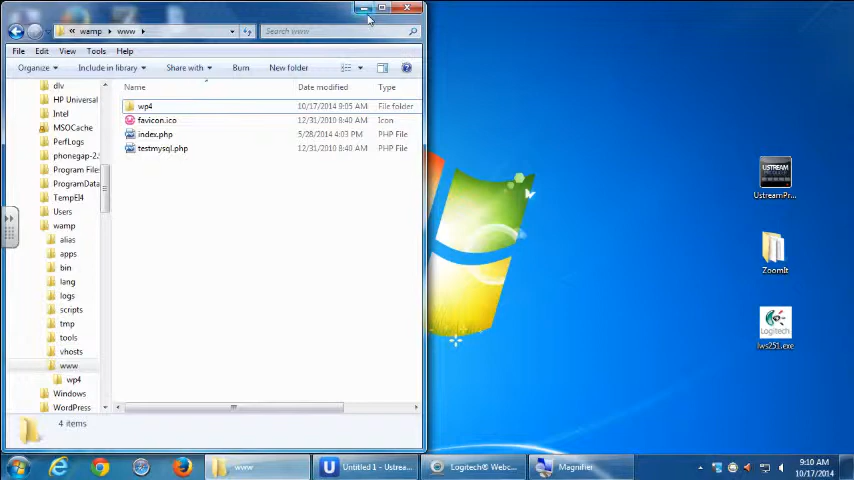 « wamp www
Search www
File Edit View Tools Help
Organize Include in library Share with Burn New folder
Name Date modified Type
dlv
HP Universal
Intel
MSOCache
PerfLogs
phonegap-2.
Program Files
ProgramData
TempEI4
Users
wamp
alias
apps
bin
lang
logs
scripts
tmp
tools
vhosts
www
wp4
Windows
WordPress
wp4 10/17/2014 9:05 AM File folder
favicon.ico 12/31/2010 8:40 AM Icon
index.php 5/28/2014 4:03 PM PHP File
testmysql.php 12/31/2010 8:40 AM PHP File
4 items
USTREAM
PRODUCER
UstreamPr...
ZoomIt
Logitech
lws251.exe
www
U Untitled 1 - Ustrea...
Logitech® Webc...
Magnifier
9:10 AM
10/17/2014